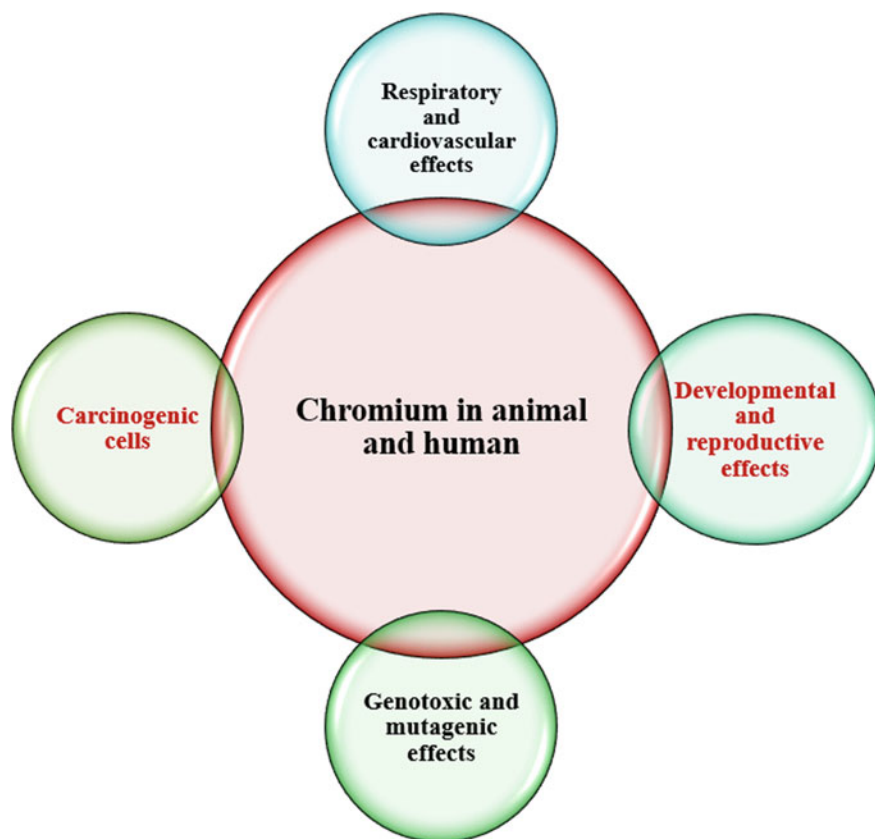 Respiratory
and
cardiovascular
effects
Carcinogenic
cells
Chromium in animal
and human
Developmental
and
reproductive
effects
Genotoxic and
mutagenic
effects